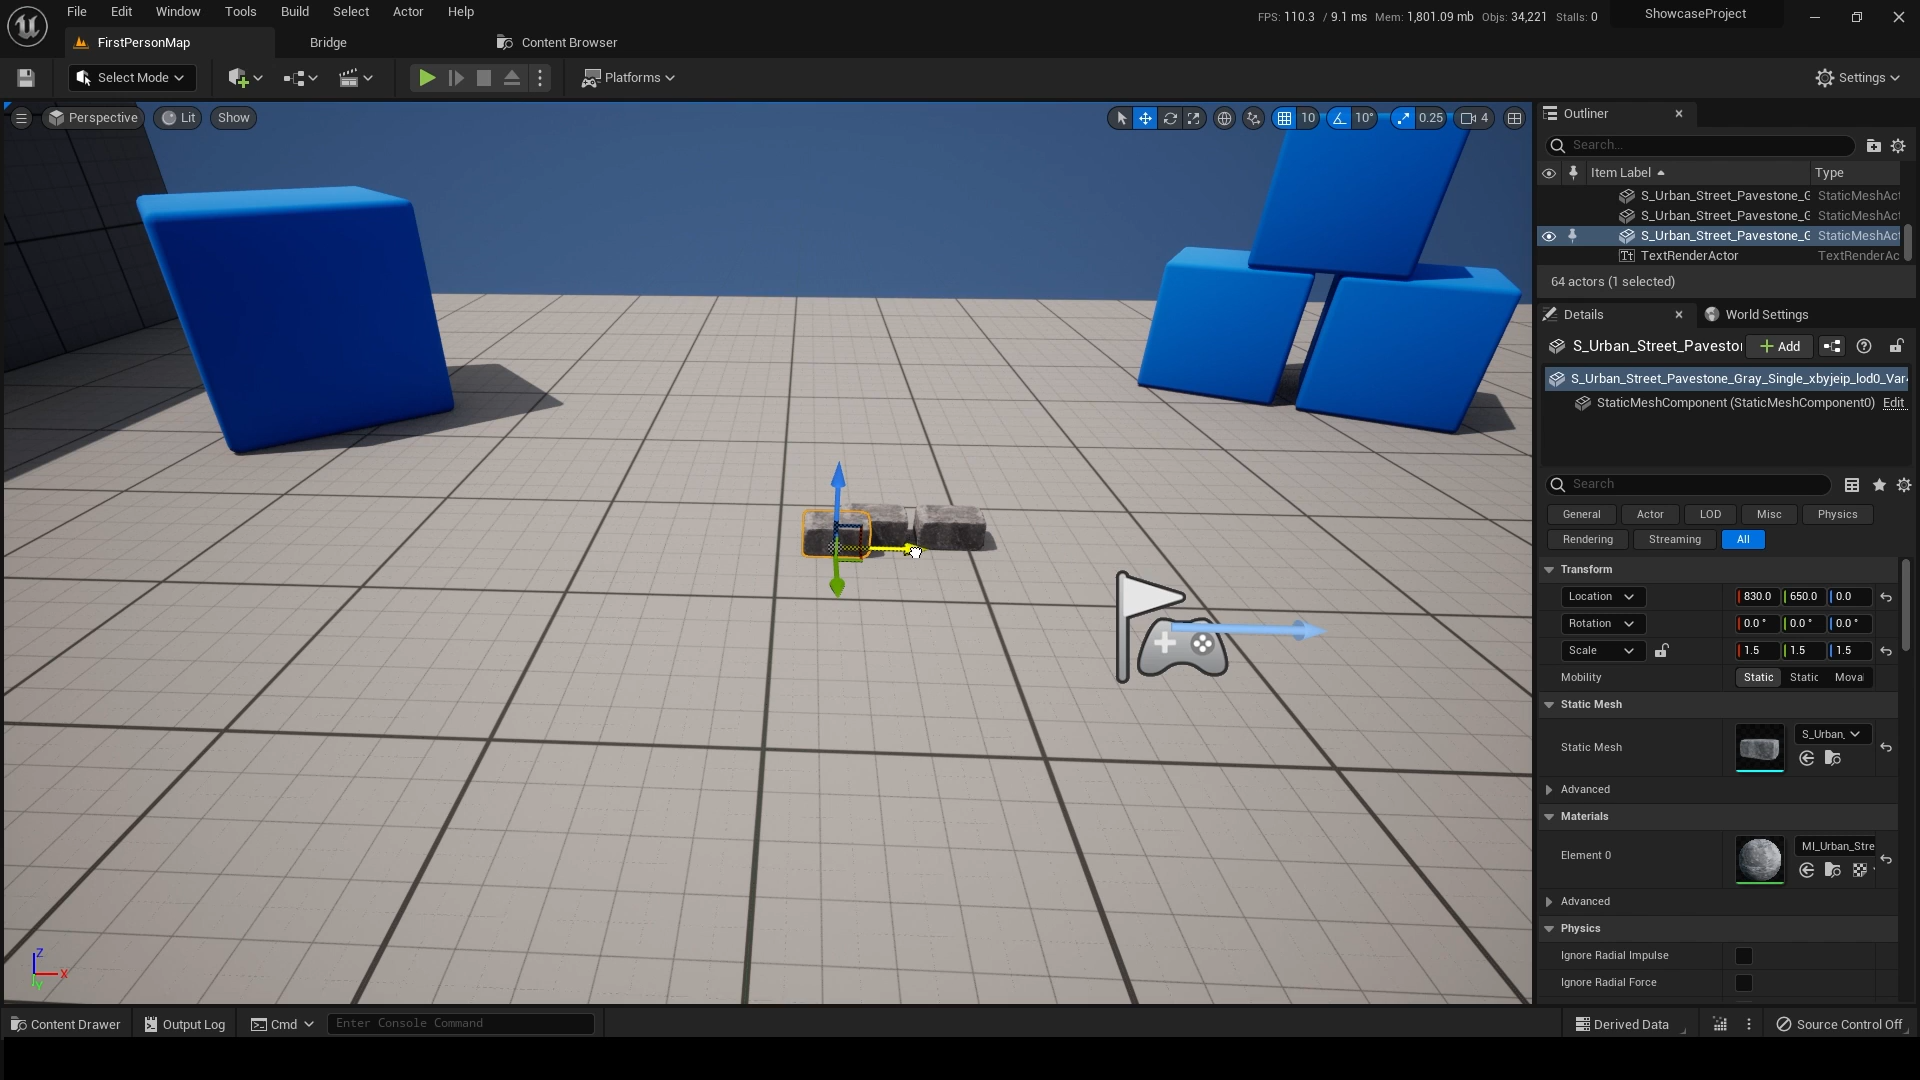 File Edit Window Tools Build Select Actor Help
FPS: 110.3 / 9.1 ms Mem: 1,801.09 mb Objs: 34,221 Stalls: 0
ShowcaseProject
FirstPersonMap
Bridge
Content Browser
Select Mode
Platforms
Settings
Perspective
Lit
Show
10
10°
0.25
4
Outliner
Search...
Item Label
Type
S_Urban_Street_Pavestone_G StaticMeshAct
S_Urban_Street_Pavestone_G StaticMeshAct
S_Urban_Street_Pavestone_G StaticMeshAct
TextRenderActor TextRenderAc
64 actors (1 selected)
Details
World Settings
S_Urban_Street_Pavestor
Add
S_Urban_Street_Pavestone_Gray_Single_xbyjeip_lod0_Var
StaticMeshComponent (StaticMeshComponent0) Edit
Search
General Actor LOD Misc Physics
Rendering Streaming All
Transform
Location 830.0 650.0 0.0
Rotation 0.0 ° 0.0 ° 0.0 °
Scale 1.5 1.5 1.5
Mobility Static Static Moval
Static Mesh
Static Mesh
S_Urban_
Advanced
Materials
Element 0
MI_Urban_Stre
Advanced
Physics
Ignore Radial Impulse
Ignore Radial Force
Z
X
Y
Content Drawer
Output Log
Cmd
Enter Console Command
Derived Data
Source Control Off